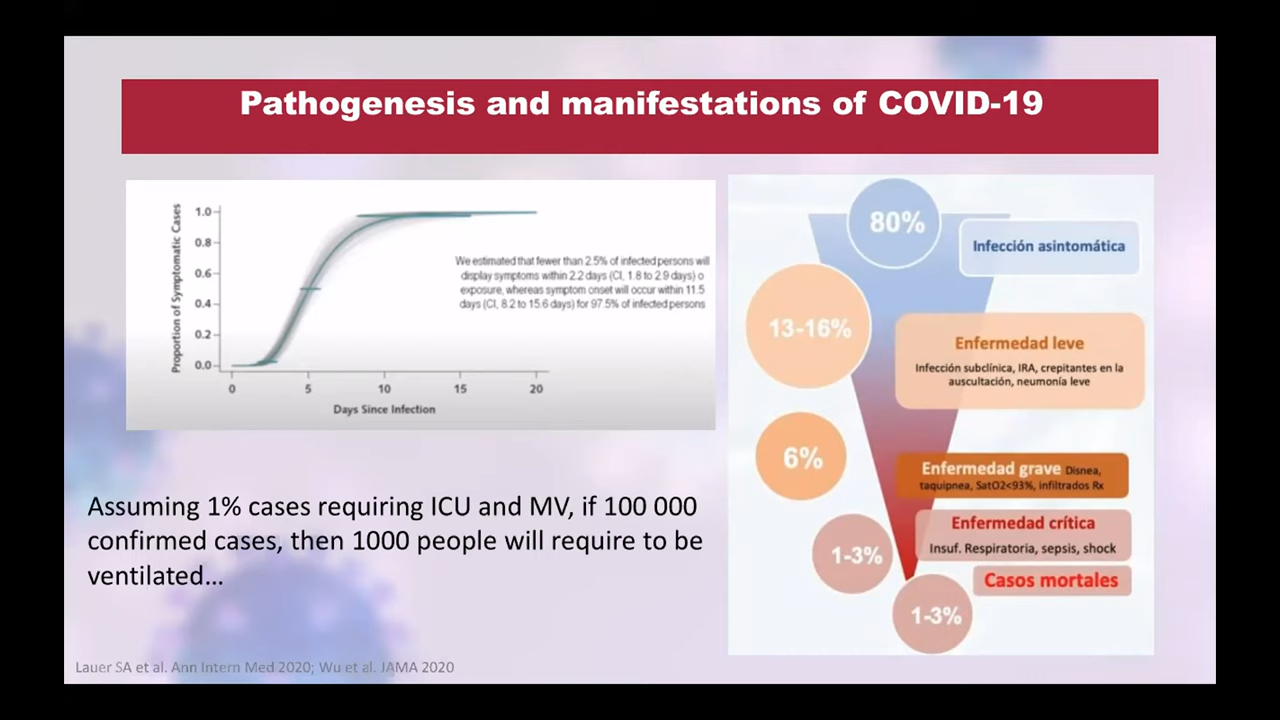 Pathogenesis and manifestations of COVID-19
Proportion of Symptomatic Cases
1.0
0.8
0.6
0.4
0.2
0.0
0 5 10 15 20
Days Since Infection
We estimated that fewer than 2.5% of infected persons will
display symptoms within 2.2 days (CI, 1.8 to 2.9 days) o
exposure, whereas symptom onset will occur within 11.5
days (CI, 8.2 to 15.6 days) for 97.5% of infected persons
Assuming 1% cases requiring ICU and MV, if 100 000
confirmed cases, then 1000 people will require to be
ventilated...
80%
Infección asintomática
13-16%
Enfermedad leve
Infección subclínica, IRA, crepitantes en la
auscultación, neumonía leve
6%
Enfermedad grave Disnea,
taquipnea, SatO2<93%, infiltrados Rx
1-3%
Enfermedad crítica
Insuf. Respiratoria, sepsis, shock
Casos mortales
1-3%
Lauer SA et al. Ann Intern Med 2020; Wu et al. JAMA 2020